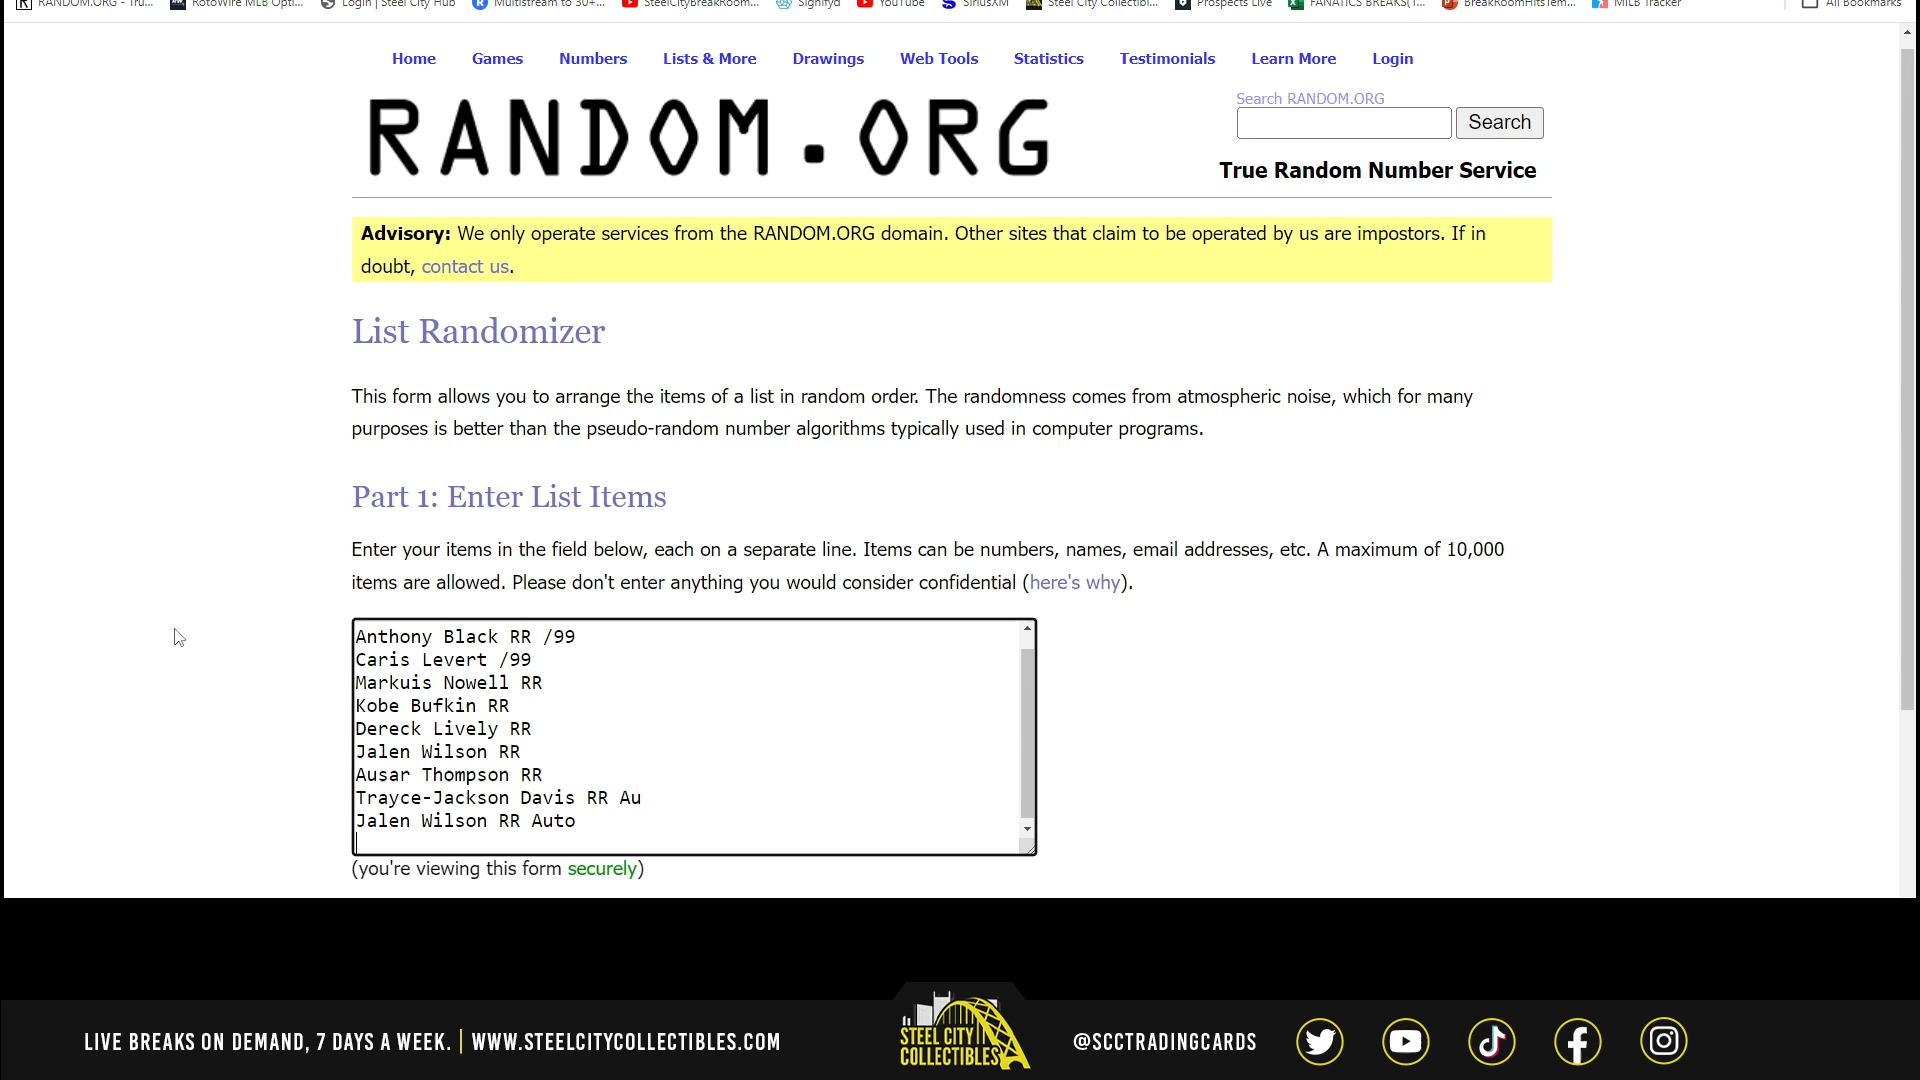 RANDOM.ORG - Tru... RotoWire MLB Opti... Login | Steel City Hub Multistream to 30+... SteelCityBreakRoom... Signifyd YouTube SiriusXM Steel City Collectibl... Prospects Live FANATICS BREAKS(1... BreakRoomHitsTem... MiLB Tracker All Bookmarks
Home Games Numbers Lists & More Drawings Web Tools Statistics Testimonials Learn More Login
RANDOM.ORG
Search RANDOM.ORG
Search
True Random Number Service
Advisory: We only operate services from the RANDOM.ORG domain. Other sites that claim to be operated by us are impostors. If in
doubt, contact us.
List Randomizer
This form allows you to arrange the items of a list in random order. The randomness comes from atmospheric noise, which for many
purposes is better than the pseudo-random number algorithms typically used in computer programs.
Part 1: Enter List Items
Enter your items in the field below, each on a separate line. Items can be numbers, names, email addresses, etc. A maximum of 10,000
items are allowed. Please don't enter anything you would consider confidential (here's why).
Anthony Black RR /99
Caris Levert /99
Markuis Nowell RR
Kobe Bufkin RR
Dereck Lively RR
Jalen Wilson RR
Ausar Thompson RR
Trayce-Jackson Davis RR Au
Jalen Wilson RR Auto
(you're viewing this form securely)
LIVE BREAKS ON DEMAND, 7 DAYS A WEEK. | WWW.STEELCITYCOLLECTIBLES.COM
STEEL CITY
COLLECTIBLES
@SCCTRADINGCARDS